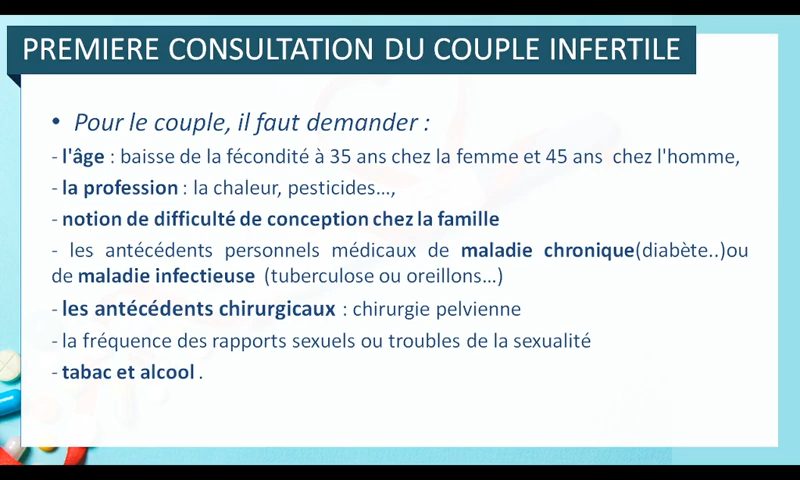 PREMIERE CONSULTATION DU COUPLE INFERTILE
• Pour le couple, il faut demander :
- l'âge : baisse de la fécondité à 35 ans chez la femme et 45 ans chez l'homme,
- la profession : la chaleur, pesticides...,
- notion de difficulté de conception chez la famille
- les antécédents personnels médicaux de maladie chronique(diabète..)ou
de maladie infectieuse (tuberculose ou oreillons...)
- les antécédents chirurgicaux : chirurgie pelvienne
- la fréquence des rapports sexuels ou troubles de la sexualité
- tabac et alcool .